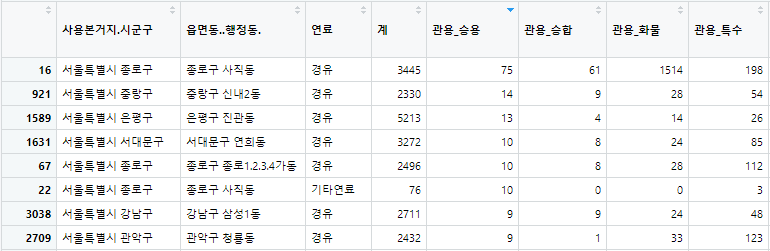 사용본거지.시군구 읍면동..행정동. 연료 계 관용_승용 관용_승합 관용_화물 관용_특수
16 서울특별시 종로구 종로구 사직동 경유 3445 75 61 1514 198
921 서울특별시 중랑구 중랑구 신내2동 경유 2330 14 9 28 54
1589 서울특별시 은평구 은평구 진관동 경유 5213 13 4 14 26
1631 서울특별시 서대문구 서대문구 연희동 경유 3272 10 8 24 85
67 서울특별시 종로구 종로구 종로1.2.3.4가동 경유 2496 10 8 28 112
22 서울특별시 종로구 종로구 사직동 기타연료 76 10 0 0 3
3038 서울특별시 강남구 강남구 삼성1동 경유 2711 9 9 24 48
2709 서울특별시 관악구 관악구 청룡동 경유 2432 9 1 33 123